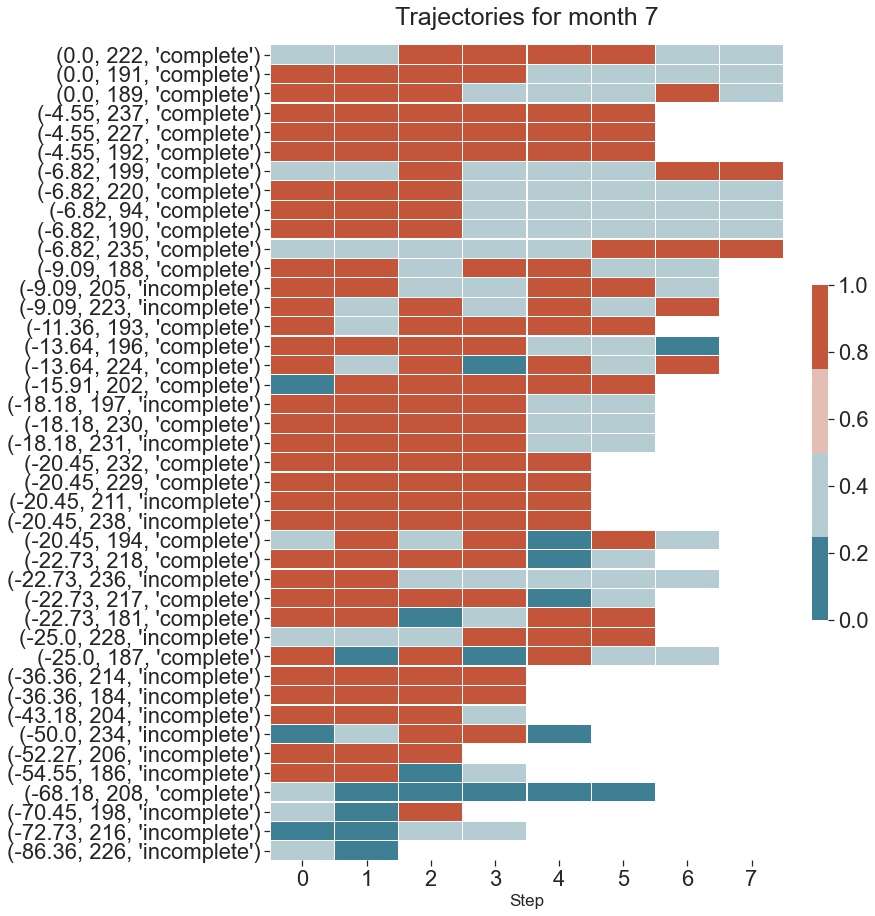 Trajectories for month 7
(0.0, 222, 'complete')
(0.0, 191, 'complete')
(0.0, 189, 'complete')
(-4.55, 237, 'complete')
(-4.55, 227, 'complete')
(-4.55, 192, 'complete')
(-6.82, 199, 'complete')
(-6.82, 220, 'complete')
(-6.82, 94, 'complete')
(-6.82, 190, 'complete')
(-6.82, 235, 'complete')
(-9.09, 188, 'complete')
(-9.09, 205, 'incomplete')
(-9.09, 223, 'incomplete')
(-11.36, 193, 'complete')
(-13.64, 196, 'complete')
(-13.64, 224, 'complete')
(-15.91, 202, 'complete')
(-18.18, 197, 'incomplete')
(-18.18, 230, 'complete')
(-18.18, 231, 'incomplete')
(-20.45, 232, 'complete')
(-20.45, 229, 'complete')
(-20.45, 211, 'incomplete')
(-20.45, 238, 'incomplete')
(-20.45, 194, 'complete')
(-22.73, 218, 'complete')
(-22.73, 236, 'incomplete')
(-22.73, 217, 'complete')
(-22.73, 181, 'complete')
(-25.0, 228, 'incomplete')
(-25.0, 187, 'complete')
(-36.36, 214, 'incomplete')
(-36.36, 184, 'incomplete')
(-43.18, 204, 'incomplete')
(-50.0, 234, 'incomplete')
(-52.27, 206, 'incomplete')
(-54.55, 186, 'incomplete')
(-68.18, 208, 'complete')
(-70.45, 198, 'incomplete')
(-72.73, 216, 'incomplete')
(-86.36, 226, 'incomplete')
0 1 2 3 4 5 6 7
Step
1.0
0.8
0.6
0.4
0.2
0.0